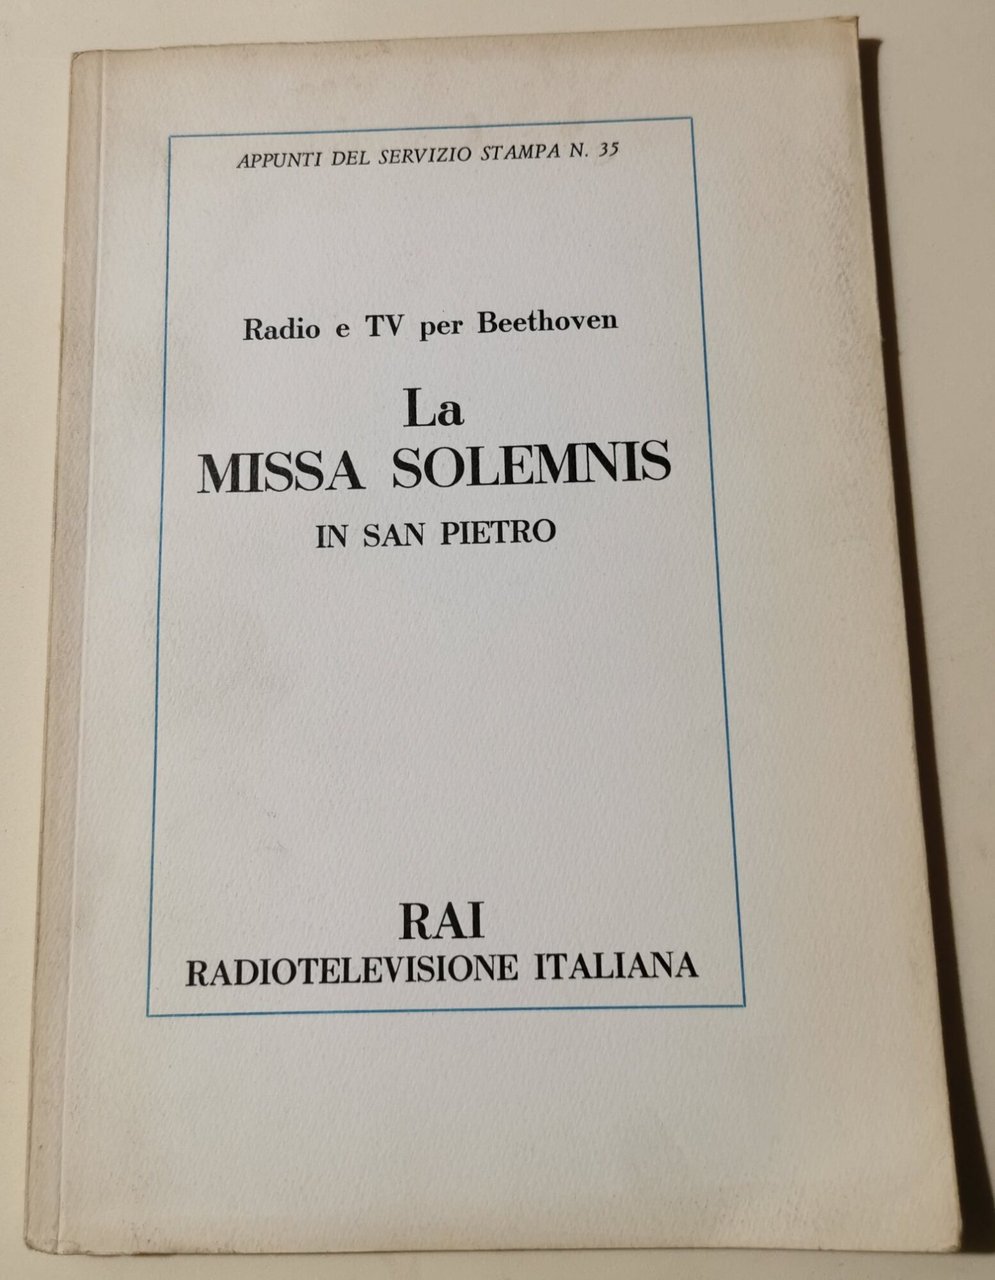 APPUNTI DEL SERVIZIO STAMPA N. 35
Radio e TV per Beethoven
La
MISSA SOLEMNIS
IN SAN PIETRO
RAI
RADIOTELEVISIONE ITALIANA